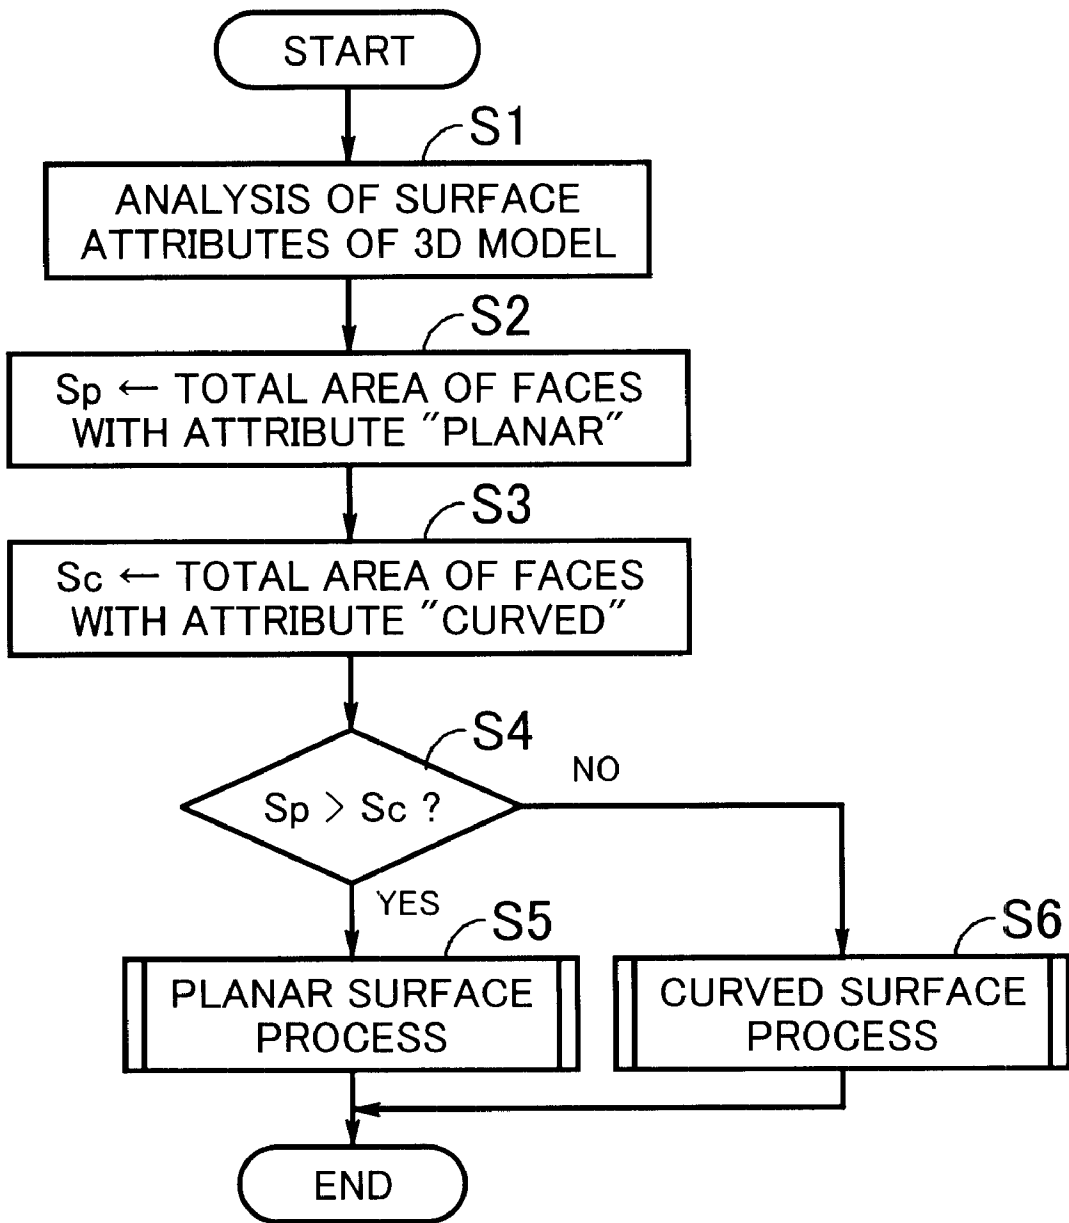 START
S1
ANALYSIS OF SURFACE
ATTRIBUTES OF 3D MODEL
S2
Sp ← TOTAL AREA OF FACES
WITH ATTRIBUTE "PLANAR"
S3
Sc ← TOTAL AREA OF FACES
WITH ATTRIBUTE "CURVED"
S4
Sp > Sc ?
NO
YES
S5
PLANAR SURFACE
PROCESS
S6
CURVED SURFACE
PROCESS
END